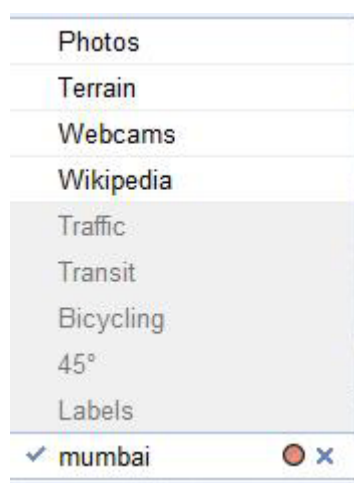 Photos
Terrain
Webcams
Wikipedia
Traffic
Transit
Bicycling
45°
Labels
mumbai